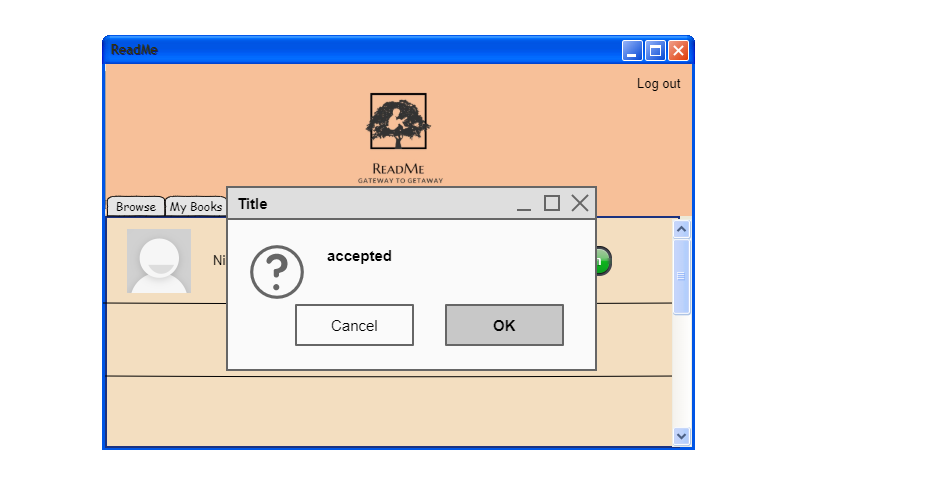 ReadMe
Log out
README
GATEWAY TO GETAWAY
Browse
My Books
Title
Ni
accepted
Cancel
OK